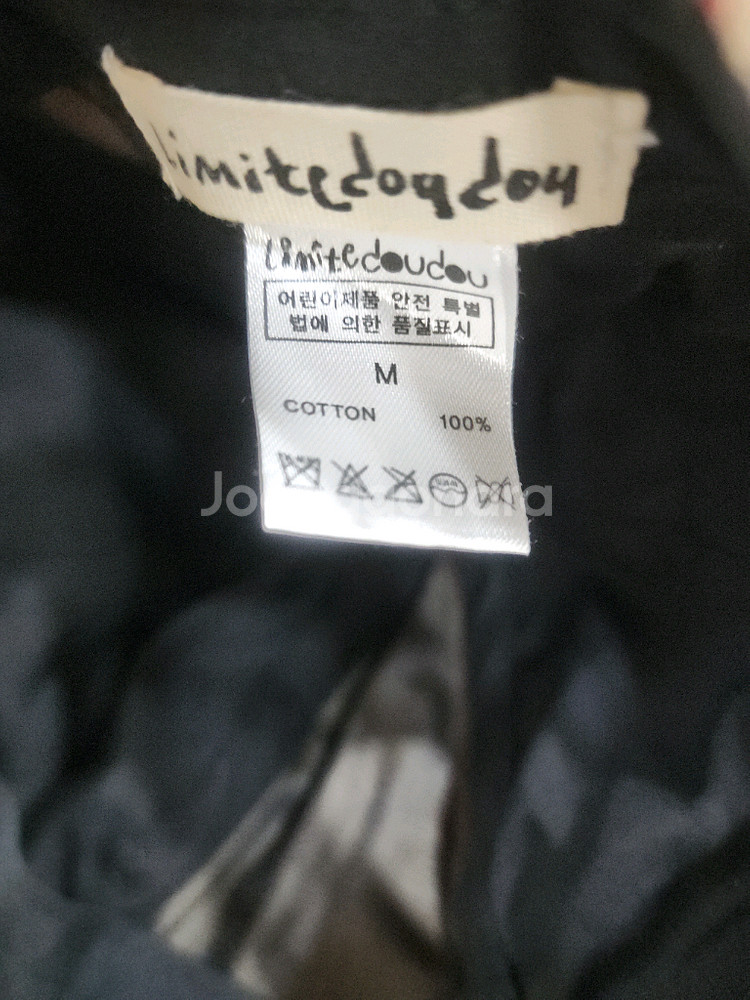 Limitedoudou
Limitedoudou
어린이제품 안전 특별
법에 의한 품질표시
M
COTTON 100%